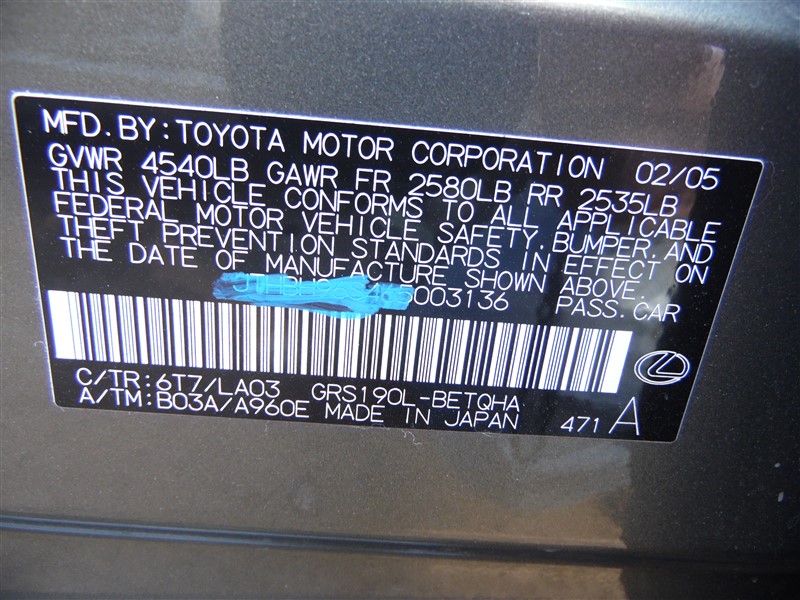 MFD. BY: TOYOTA MOTOR CORPORATION 02/05
GVWR 4540LB GAWR FR 2580LB RR 2535LB
THIS VEHICLE CONFORMS TO ALL APPLICABLE
FEDERAL MOTOR VEHICLE SAFETY, BUMPER, AND
THEFT PREVENTION STANDARDS IN EFFECT ON
THE DATE OF MANUFACTURE SHOWN ABOVE.
003136 PASS. CAR
C/TR: 6T7/LA03 GRS190L-BETQHA
A/TM: B03A/A960E MADE IN JAPAN 471 A